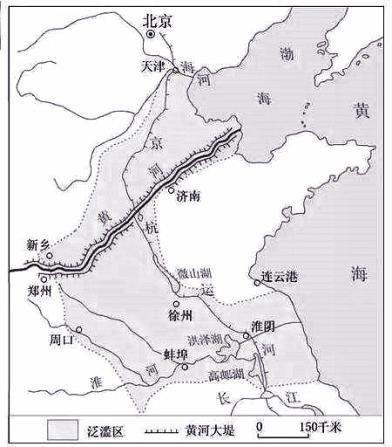 北京
天津
海河
渤海
黄海
京杭运河
黄河
济南
新乡
郑州
微山湖
连云港
徐州
周口
洪泽湖
淮阴
蚌埠
淮河
高邮湖
长江
泛滥区
黄河大堤
0 150千米